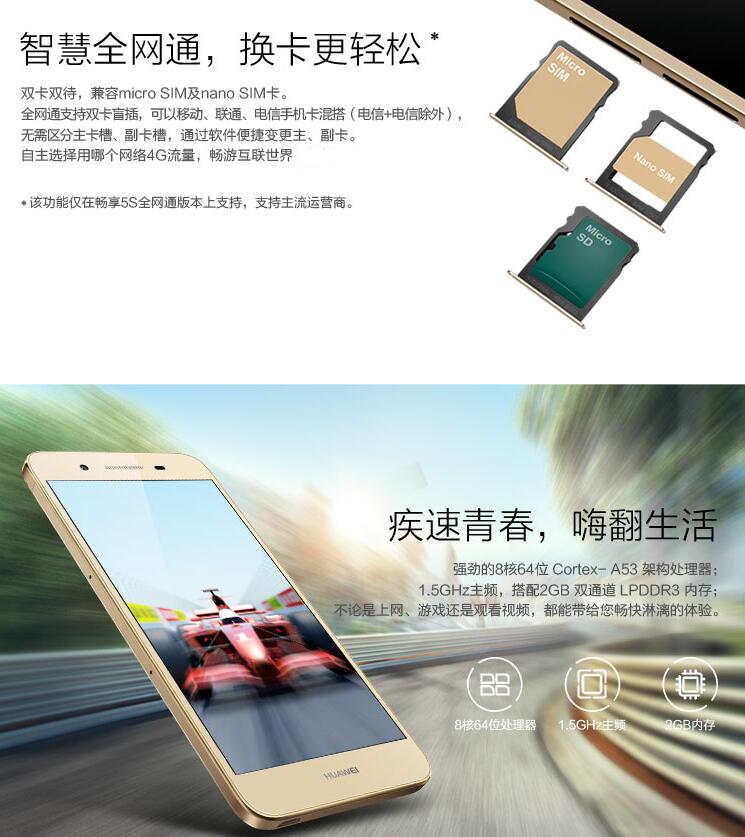 智慧全网通，换卡更轻松*
双卡双待，兼容micro SIM及nano SIM卡。
全网通支持双卡盲插，可以移动、联通、电信手机卡混搭（电信+电信除外），
无需区分主卡槽、副卡槽，通过软件便捷变更主、副卡。
自主选择用哪个网络4G流量，畅游互联世界
*该功能仅在畅享5S全网通版本上支持，支持主流运营商。
Micro
SIM
Nano SIM
Micro
SD
疾速青春，嗨翻生活
强劲的8核64位 Cortex- A53 架构处理器；
1.5GHz主频，搭配2GB 双通道 LPDDR3 内存；
不论是上网、游戏还是观看视频，都能带给您畅快淋漓的体验。
8核64位处理器
1.5GHz主频
2GB内存
1
HUAWEI